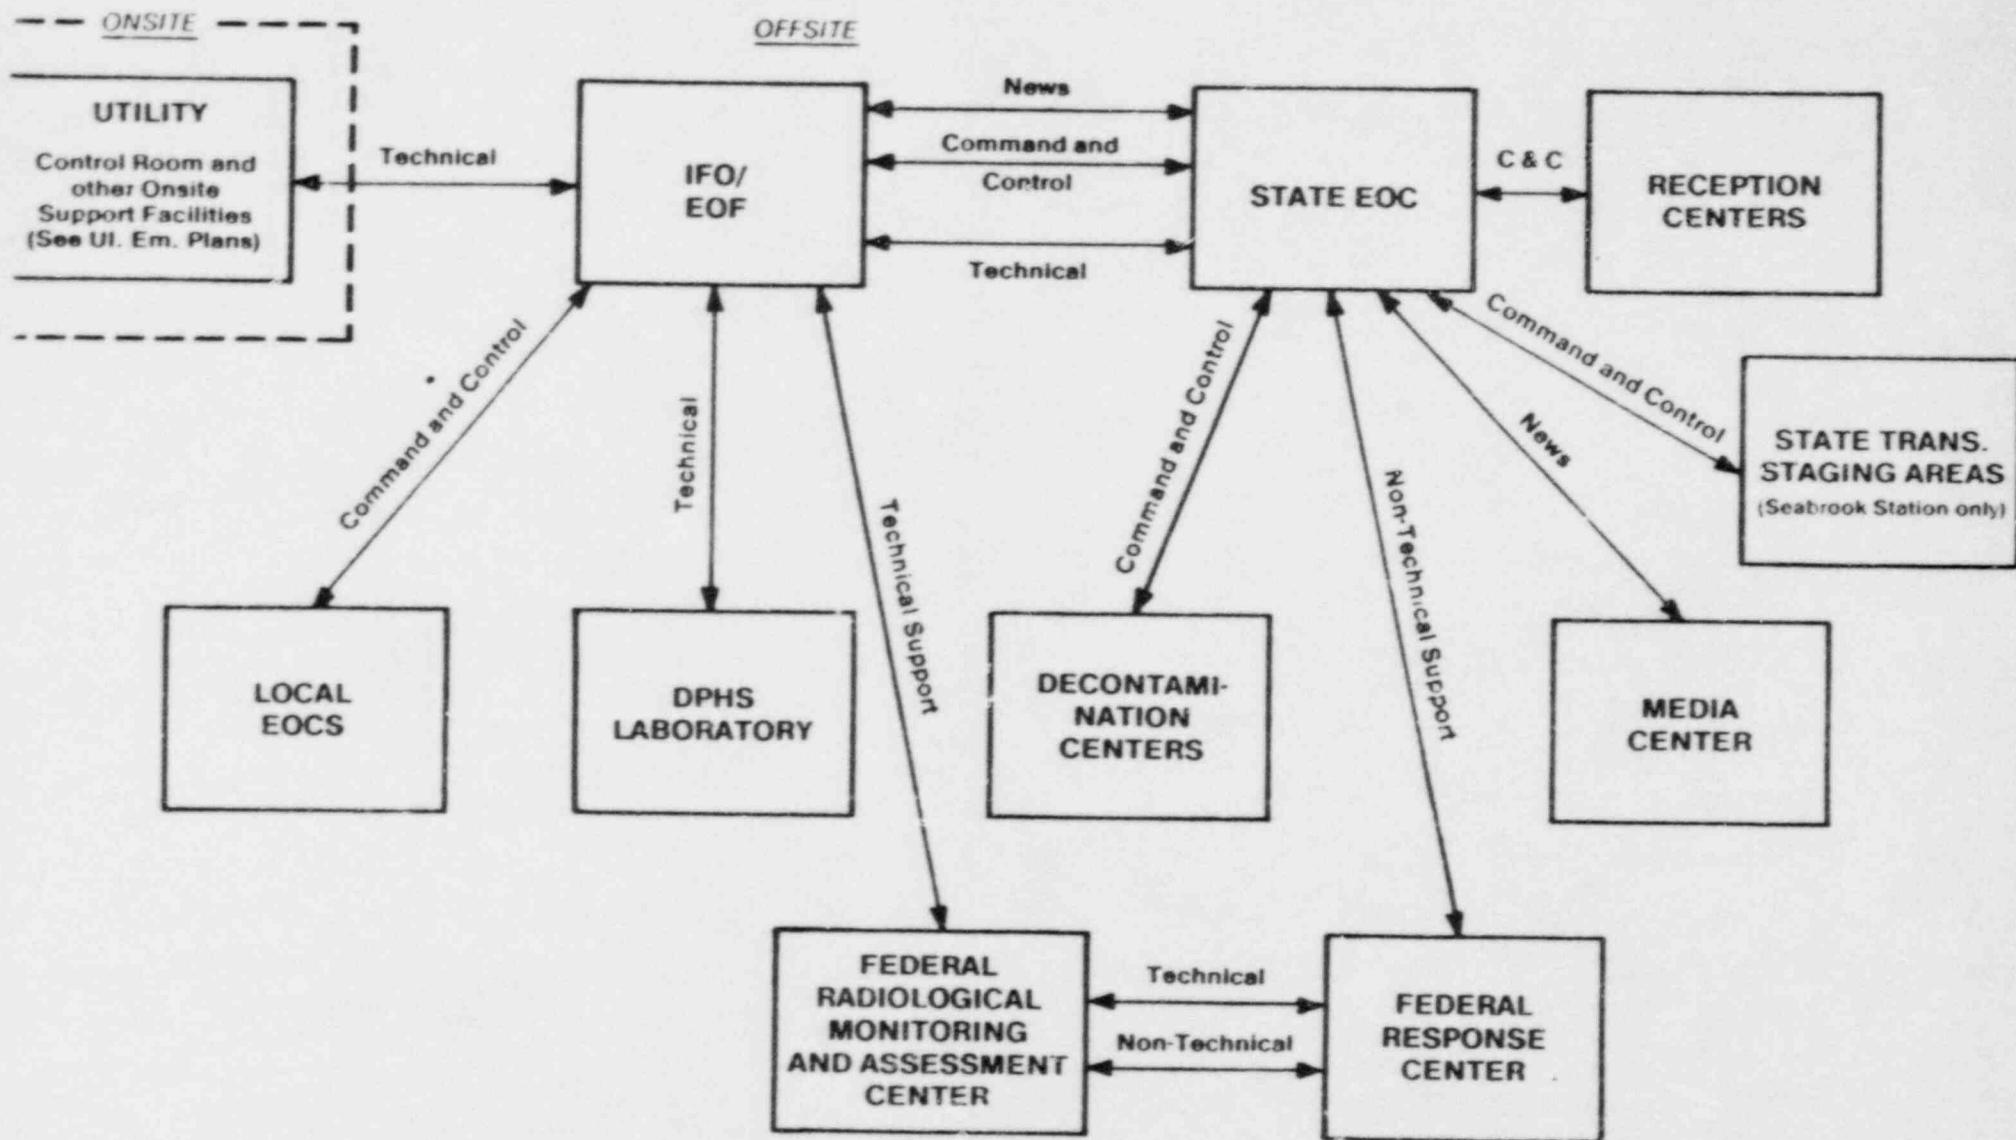 ONSITE
OFFSITE
UTILITY
Control Room and
other Onsite
Support Facilities
(See Ul. Em. Plans)
Technical
IFO/
EOF
News
Command and
Control
Technical
STATE EOC
C & C
RECEPTION
CENTERS
Command and Control
Technical
Technical Support
Command and Control
Non-Technical Support
News
Command and Control
STATE TRANS.
STAGING AREAS
(Seabrook Station only)
LOCAL
EOCS
DPHS
LABORATORY
DECONTAMI-
NATION
CENTERS
MEDIA
CENTER
FEDERAL
RADIOLOGICAL
MONITORING
AND ASSESSMENT
CENTER
Technical
Non-Technical
FEDERAL
RESPONSE
CENTER